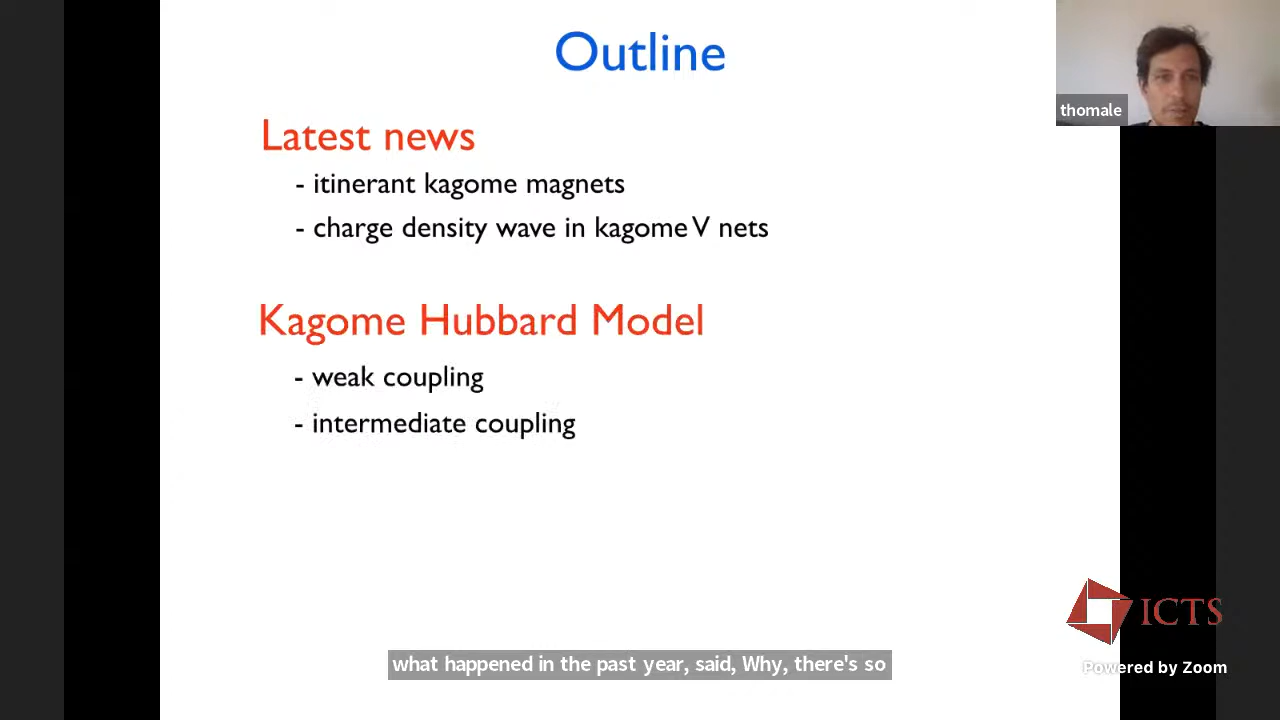 Outline
thomale
Latest news
- itinerant kagome magnets
- charge density wave in kagome V nets
Kagome Hubbard Model
- weak coupling
- intermediate coupling
ICTS
what happened in the past year, said, Why, there's so
Powered by Zoom